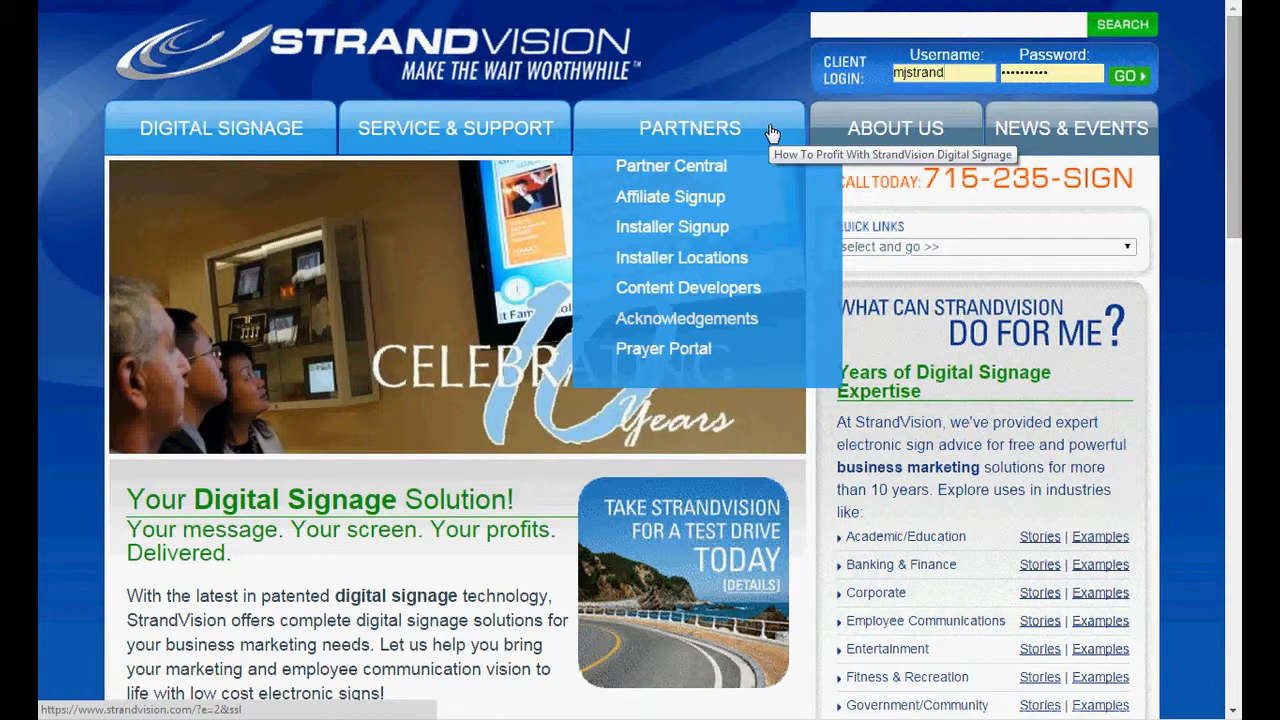 STRANDVISION
MAKE THE WAIT WORTHWHILE™
SEARCH
CLIENT LOGIN:
Username:
Password:
mjstrand
••••••••••
GO
DIGITAL SIGNAGE
SERVICE & SUPPORT
PARTNERS
ABOUT US
NEWS & EVENTS
How To Profit With StrandVision Digital Signage
Partner Central
Affiliate Signup
Installer Signup
Installer Locations
Content Developers
Acknowledgements
Prayer Portal
CELEBRATING
10
Years
CALL TODAY: 715-235-SIGN
QUICK LINKS
select and go >>
WHAT CAN STRANDVISION
DO FOR ME?
Years of Digital Signage
Expertise
At StrandVision, we've provided expert
electronic sign advice for free and powerful
business marketing solutions for more
than 10 years. Explore uses in industries
like:
Academic/Education Stories | Examples
Banking & Finance Stories | Examples
Corporate Stories | Examples
Employee Communications Stories | Examples
Entertainment Stories | Examples
Fitness & Recreation Stories | Examples
Government/Community Stories | Examples
Your Digital Signage Solution!
Your message. Your screen. Your profits.
Delivered.
With the latest in patented digital signage technology,
StrandVision offers complete digital signage solutions for
your business marketing needs. Let us help you bring
your marketing and employee communication vision to
life with low cost electronic signs!
TAKE STRANDVISION
FOR A TEST DRIVE
TODAY
[DETAILS]
https://www.strandvision.com/?e=2&ssl